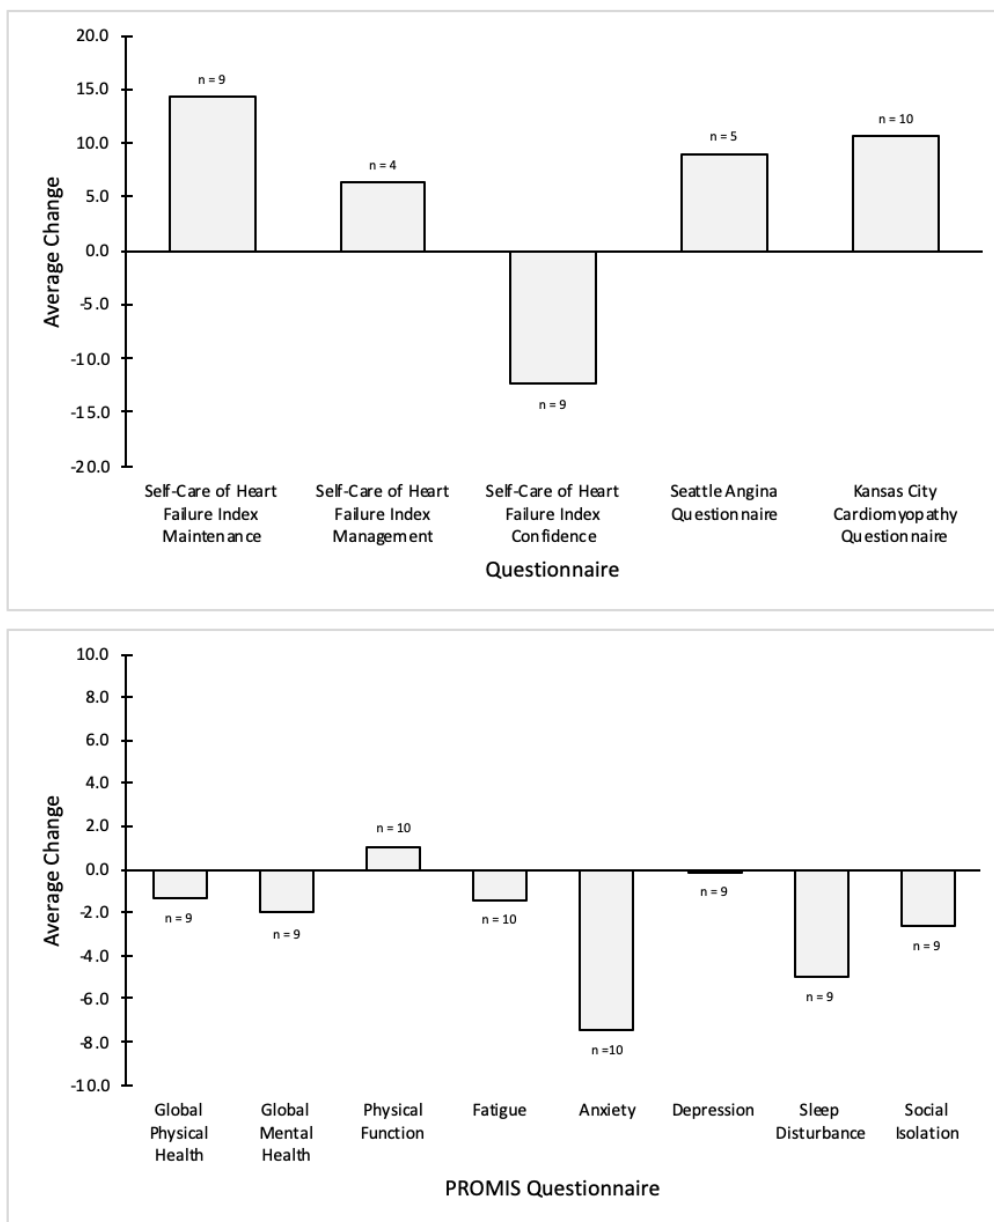 20.0
15.0
10.0
5.0
0.0
-5.0
-10.0
-15.0
-20.0
Average Change
n = 9
n = 4
n = 9
n = 5
n = 10
Self-Care of Heart
Failure Index
Maintenance
Self-Care of Heart
Failure Index
Management
Self-Care of Heart
Failure Index
Confidence
Seattle Angina
Questionnaire
Kansas City
Cardiomyopathy
Questionnaire
Questionnaire
10.0
8.0
6.0
4.0
2.0
0.0
-2.0
-4.0
-6.0
-8.0
-10.0
Average Change
n = 9
n = 9
n = 10
n = 10
n =10
n = 9
n = 9
n = 9
Global
Physical
Health
Global
Mental
Health
Physical
Function
Fatigue
Anxiety
Depression
Sleep
Disturbance
Social
Isolation
PROMIS Questionnaire